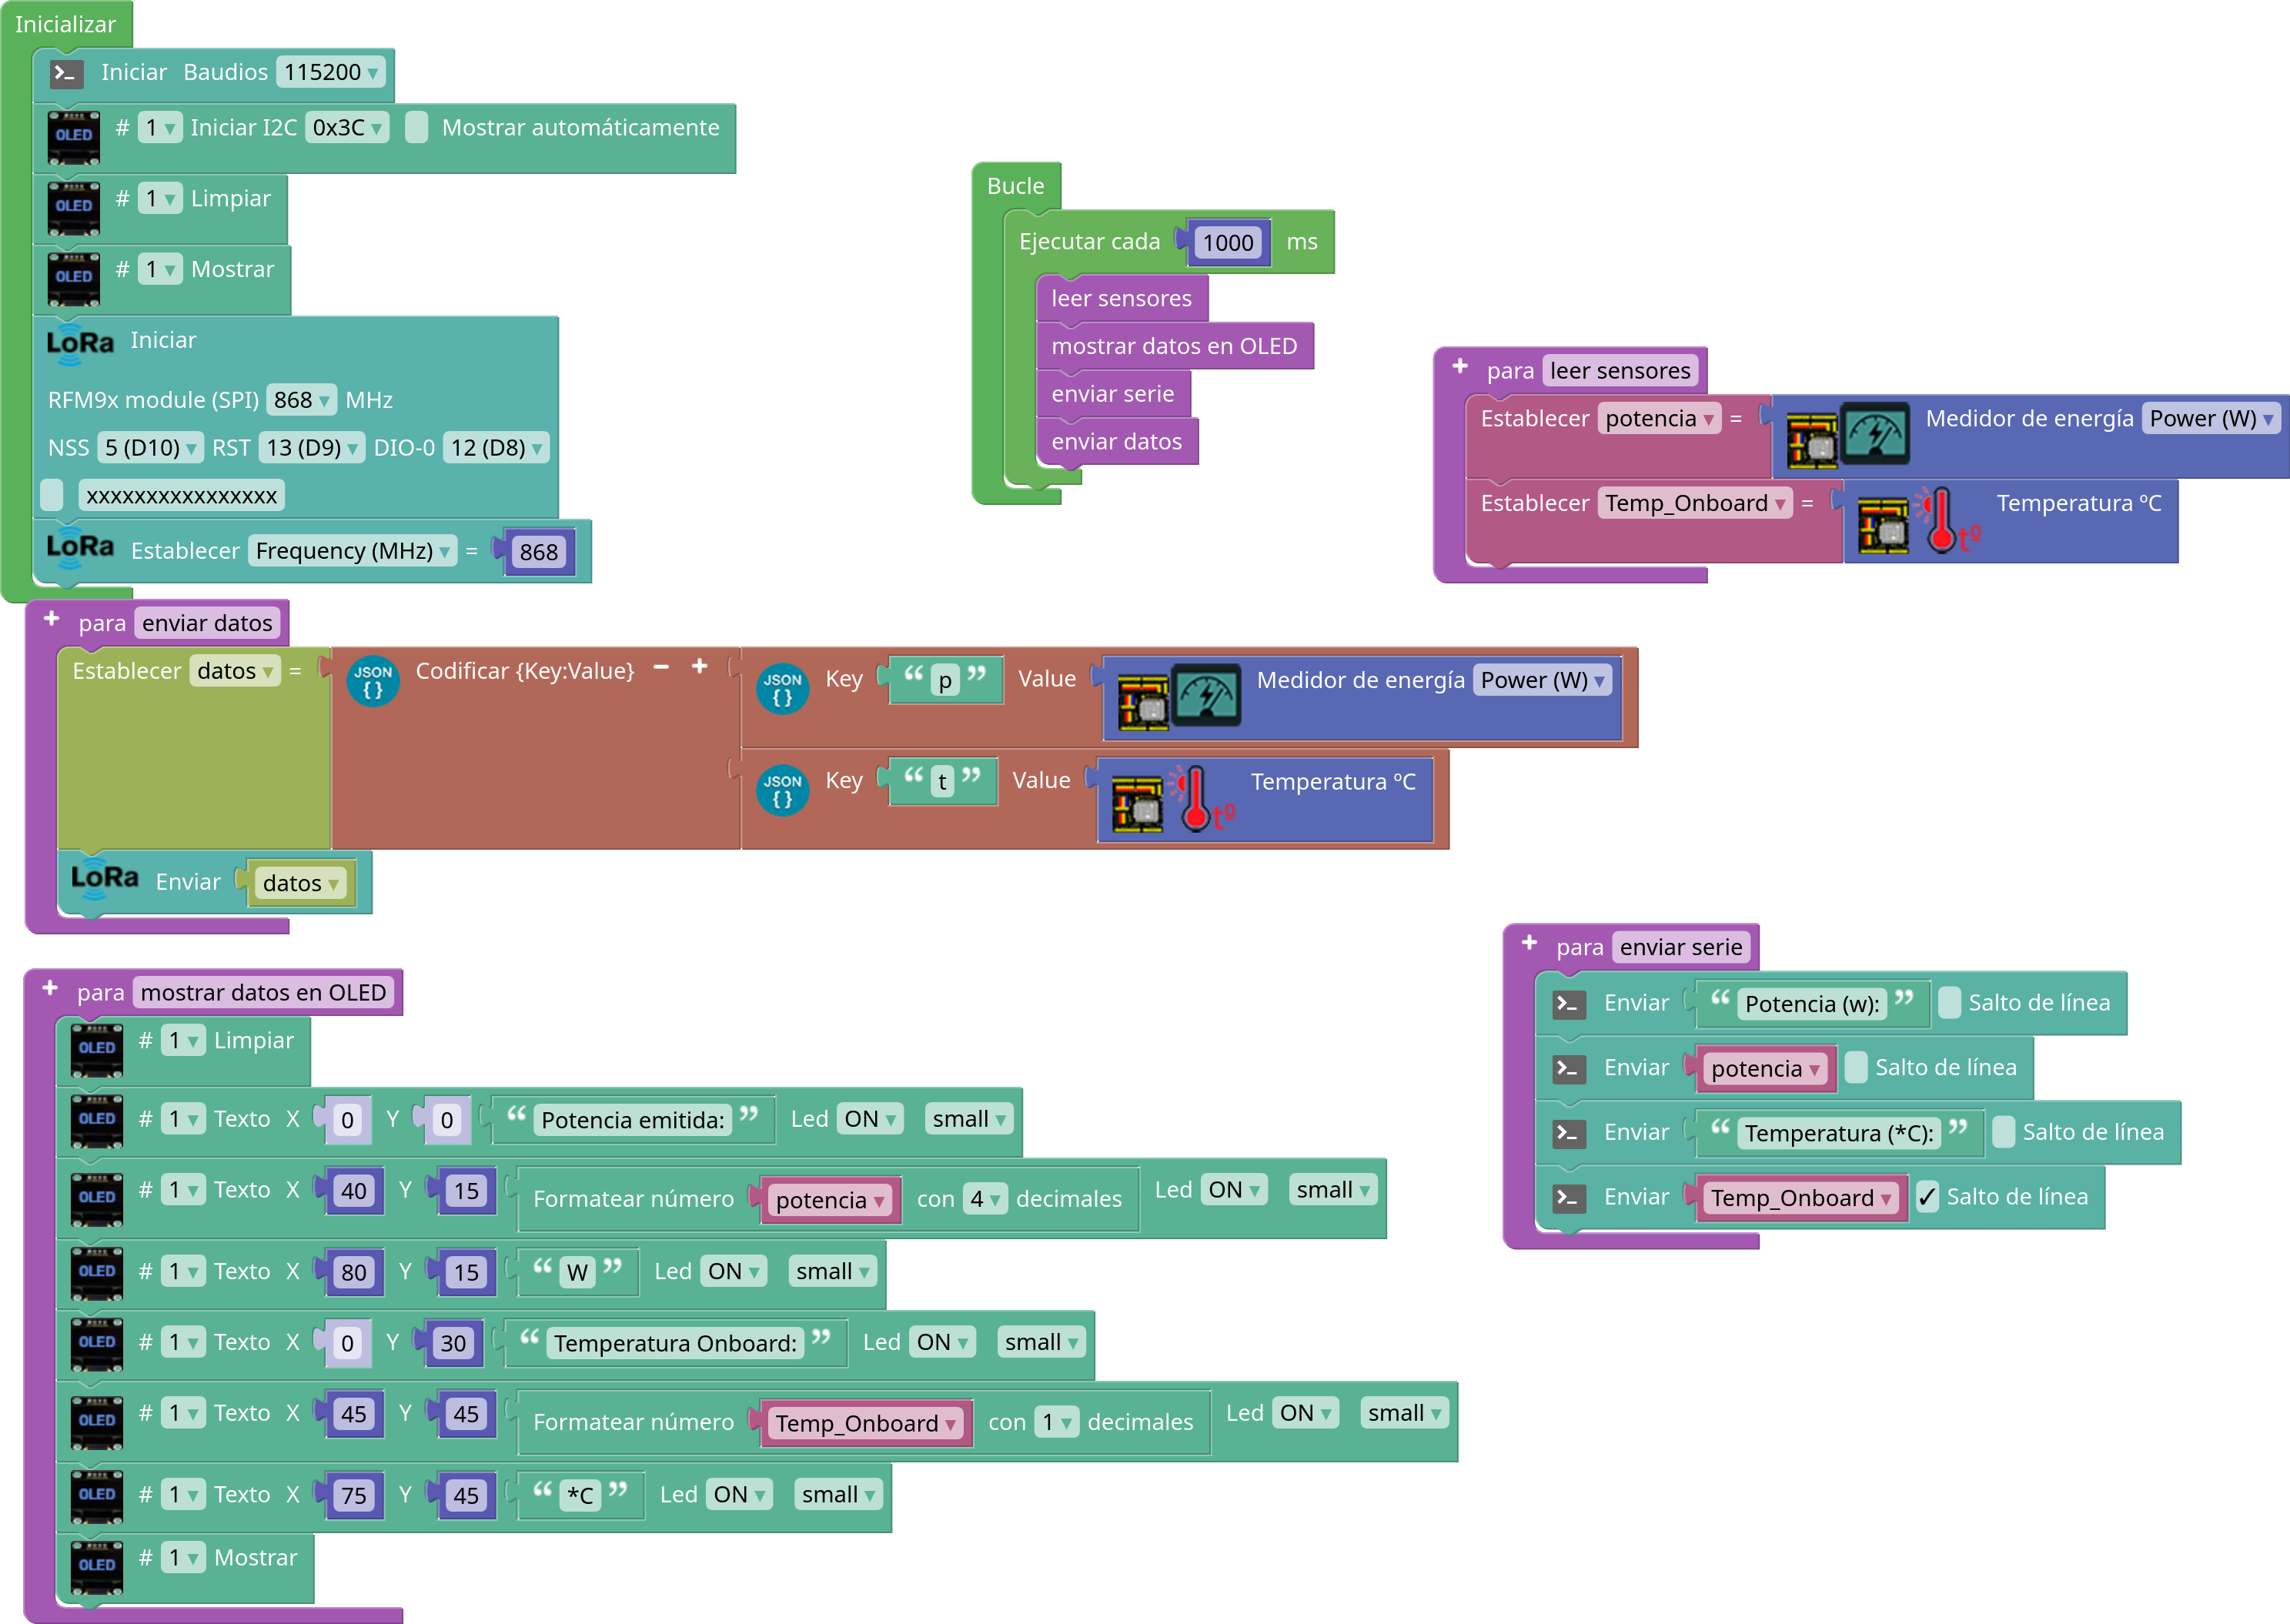 Inicializar
Iniciar Baudios 115200
OLED # 1 Iniciar I2C 0x3C Mostrar automáticamente
OLED # 1 Limpiar
OLED # 1 Mostrar
LoRa Iniciar
RFM9x module (SPI) 868 MHz
NSS 5 (D10) RST 13 (D9) DIO-0 12 (D8)
xxxxxxxxxxxxxxxx
LoRa Establecer Frequency (MHz) = 868
Bucle
Ejecutar cada 1000 ms
leer sensores
mostrar datos en OLED
enviar serie
enviar datos
+ para leer sensores
Establecer potencia = Medidor de energía Power (W)
Establecer Temp_Onboard = tº Temperatura ºC
+ para enviar datos
Establecer datos = JSON { } Codificar {Key:Value} − + JSON { } Key “ p ” Value Medidor de energía Power (W)
JSON { } Key “ t ” Value tº Temperatura ºC
LoRa Enviar datos
+ para mostrar datos en OLED
OLED # 1 Limpiar
OLED # 1 Texto X 0 Y 0 “ Potencia emitida: ” Led ON small
OLED # 1 Texto X 40 Y 15 Formatear número potencia con 4 decimales Led ON small
OLED # 1 Texto X 80 Y 15 “ W ” Led ON small
OLED # 1 Texto X 0 Y 30 “ Temperatura Onboard: ” Led ON small
OLED # 1 Texto X 45 Y 45 Formatear número Temp_Onboard con 1 decimales Led ON small
OLED # 1 Texto X 75 Y 45 “ *C ” Led ON small
OLED # 1 Mostrar
+ para enviar serie
Enviar “ Potencia (w): ” Salto de línea
Enviar potencia Salto de línea
Enviar “ Temperatura (*C): ” Salto de línea
Enviar Temp_Onboard ✓ Salto de línea